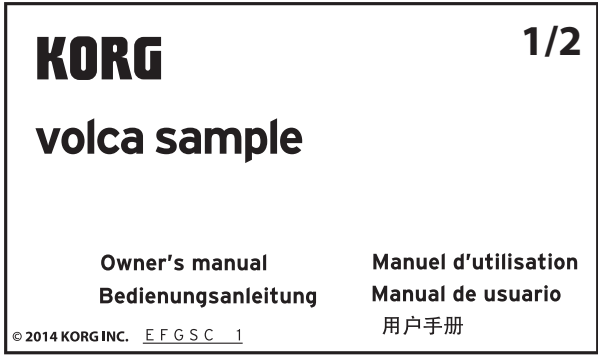 KORG
1/2
volca sample
Owner's manual
Manuel d'utilisation
Bedienungsanleitung
Manual de usuario
用户手册
© 2014 KORG INC. E F G S C 1